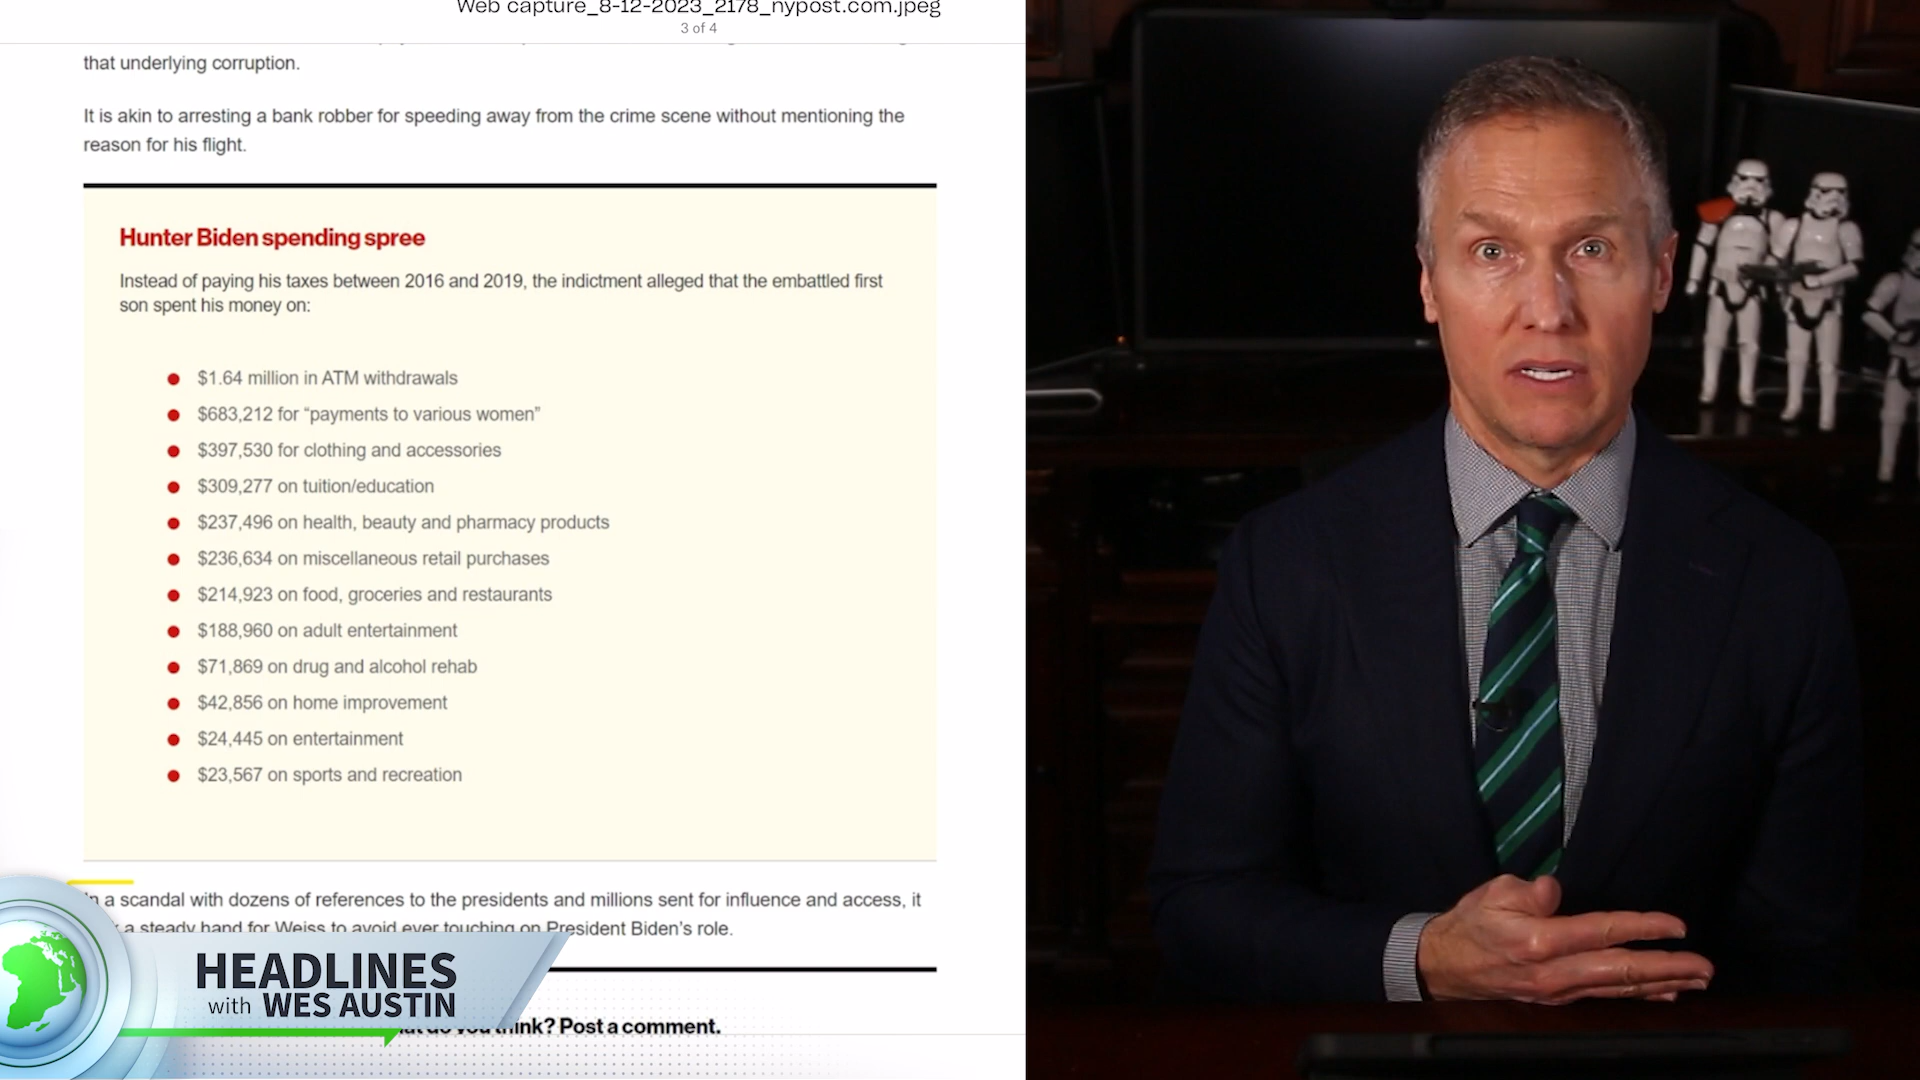 Web capture_8-12-2023_2178_nypost.com.jpeg
3 of 4
that underlying corruption.
It is akin to arresting a bank robber for speeding away from the crime scene without mentioning the
reason for his flight.
Hunter Biden spending spree
Instead of paying his taxes between 2016 and 2019, the indictment alleged that the embattled first
son spent his money on:
$1.64 million in ATM withdrawals
$683,212 for “payments to various women”
$397,530 for clothing and accessories
$309,277 on tuition/education
$237,496 on health, beauty and pharmacy products
$236,634 on miscellaneous retail purchases
$214,923 on food, groceries and restaurants
$188,960 on adult entertainment
$71,869 on drug and alcohol rehab
$42,856 on home improvement
$24,445 on entertainment
$23,567 on sports and recreation
a scandal with dozens of references to the presidents and millions sent for influence and access, it
a steady hand for Weiss to avoid ever touching on President Biden’s role.
HEADLINES
with WES AUSTIN
you think? Post a comment.